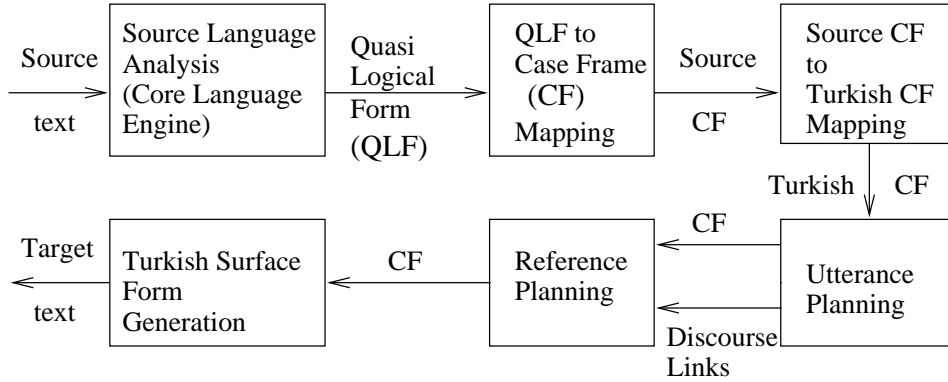 Source
text
Source Language
Analysis
(Core Language
Engine)
Quasi
Logical
Form
(QLF)
QLF to
Case Frame
(CF)
Mapping
Source
CF
Source CF
to
Turkish CF
Mapping
Turkish CF
Utterance
Planning
CF
Discourse
Links
Reference
Planning
CF
Turkish Surface
Form
Generation
Target
text